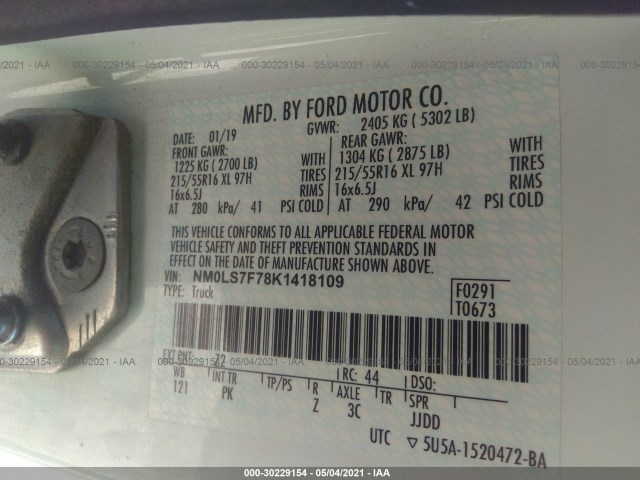 000-30229154 - 05/04/2021 - IAA
MFD. BY FORD MOTOR CO.
DATE: 01/19 GVWR: 2405 KG ( 5302 LB)
FRONT GAWR: REAR GAWR:
1225 KG ( 2700 LB) WITH 1304 KG ( 2875 LB) WITH
215/55R16 XL 97H TIRES 215/55R16 XL 97H TIRES
16x6.5J RIMS 16x6.5J RIMS
AT 280 kPa/ 41 PSI COLD AT 290 kPa/ 42 PSI COLD
THIS VEHICLE CONFORMS TO ALL APPLICABLE FEDERAL MOTOR
VEHICLE SAFETY AND THEFT PREVENTION STANDARDS IN
EFFECT ON THE DATE OF MANUFACTURE SHOWN ABOVE.
VIN: NM0LS7F78K1418109
TYPE: Truck
F0291
T0673
EXT PNT: Z2 RC: 44 DSO:
WB INT TR TP/PS R AXLE TR SPR
121 PK Z 3C JJDD
UTC ▽ 5U5A-1520472-BA
000-30229154 - 05/04/2021 - IAA